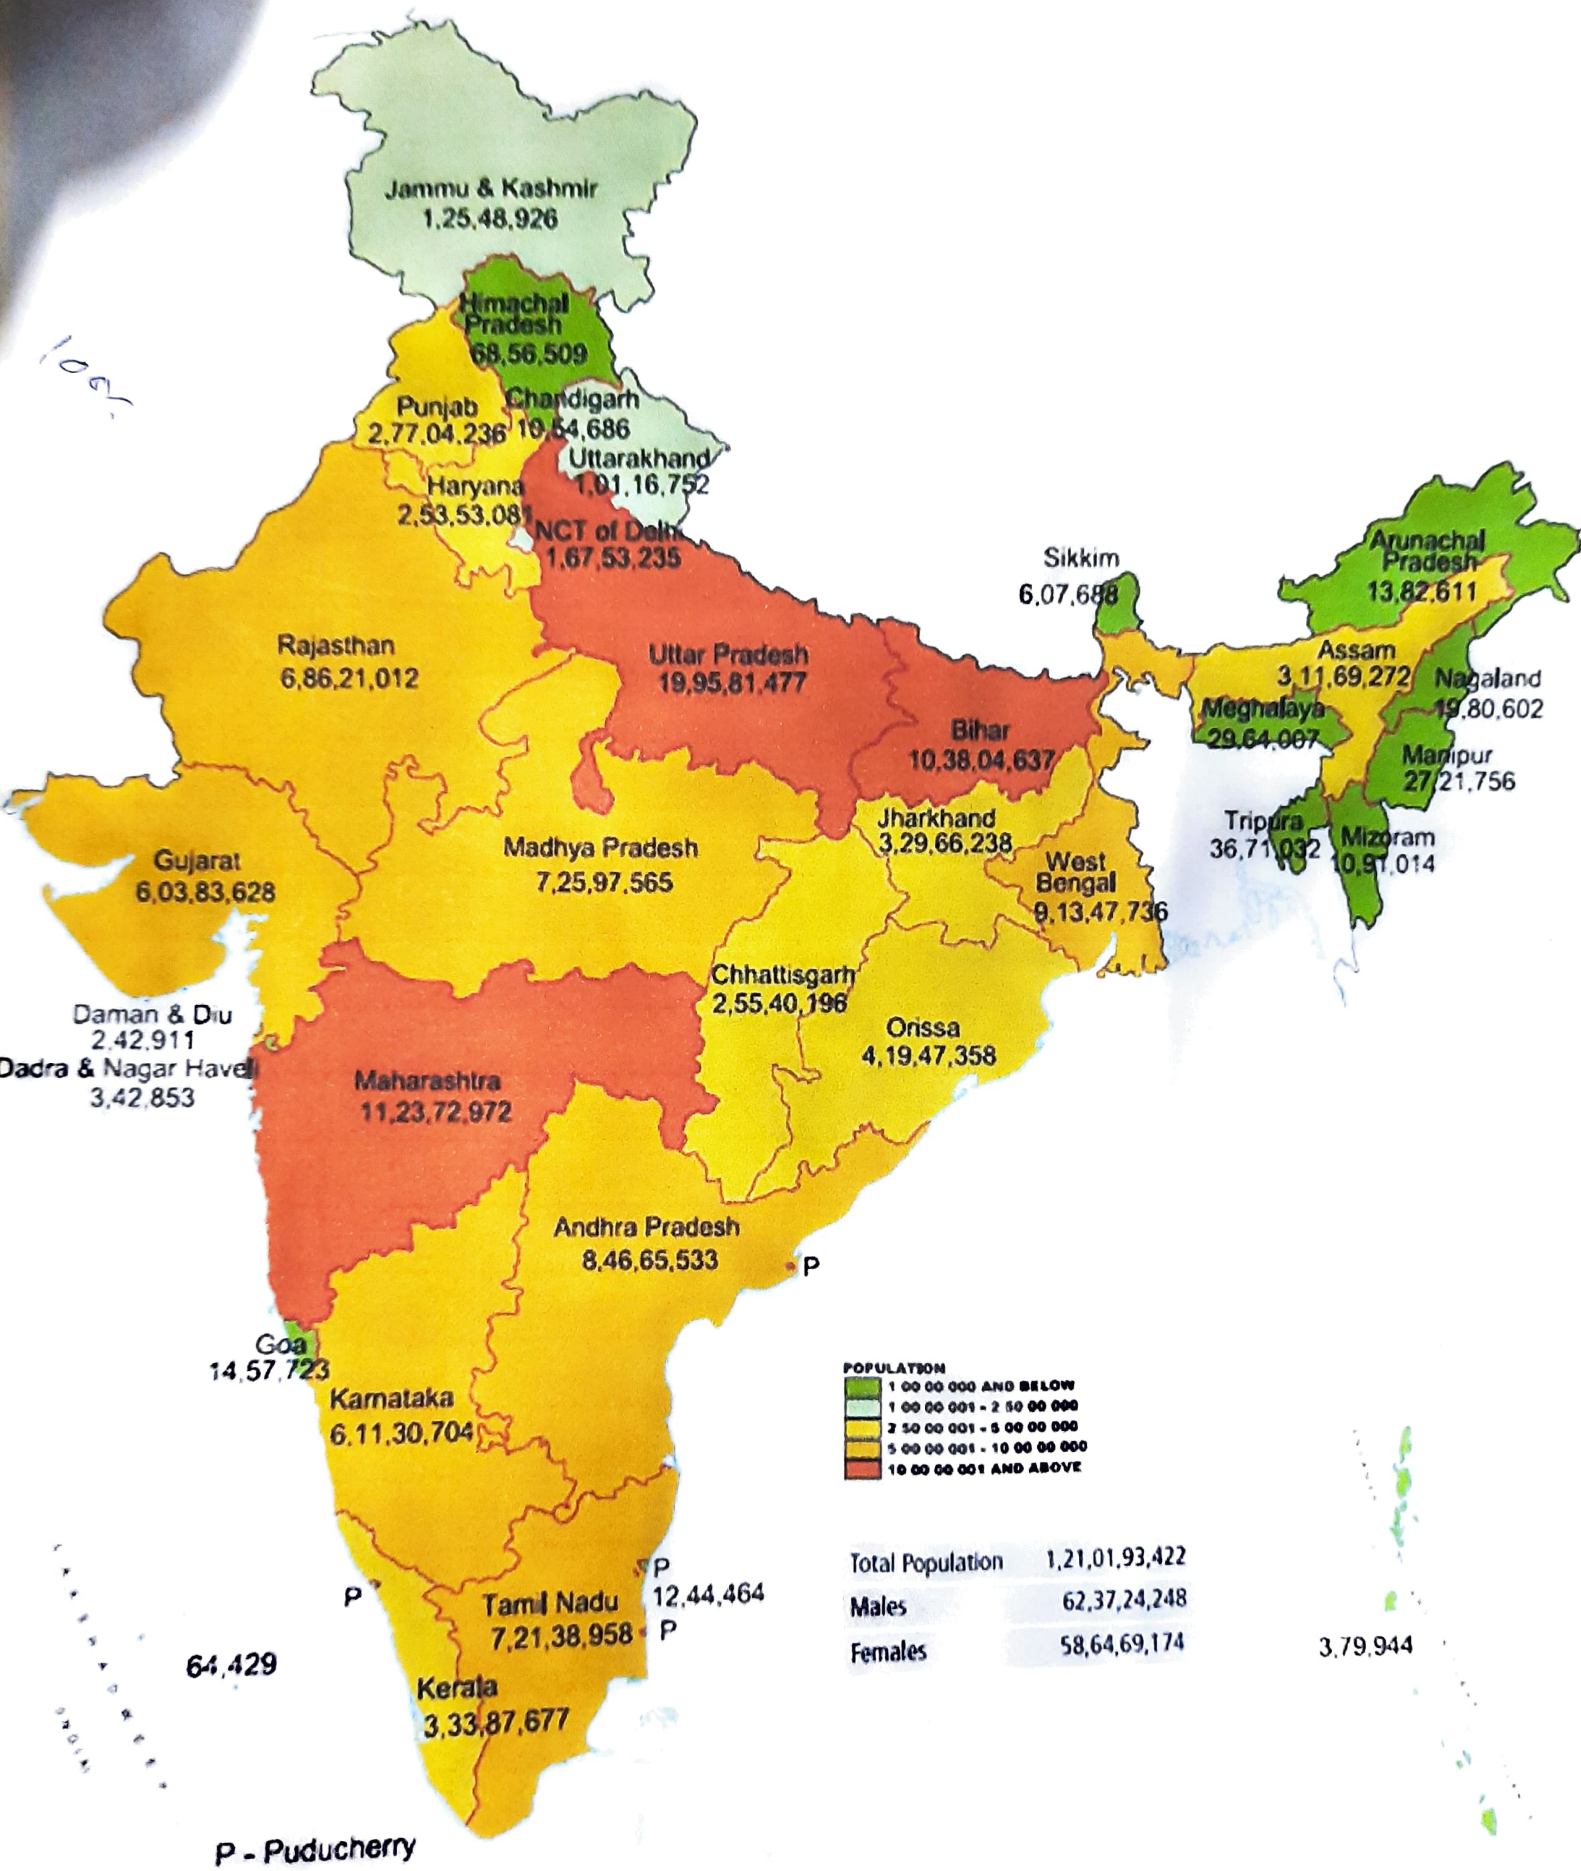 Jammu & Kashmir
1,25,48,926
Himachal
Pradesh
68,56,509
Punjab
2,77,04,236
Chandigarh
10,54,686
Uttarakhand
1,01,16,752
Haryana
2,53,53,081
NCT of Delhi
1,67,53,235
Rajasthan
6,86,21,012
Uttar Pradesh
19,95,81,477
Bihar
10,38,04,637
Sikkim
6,07,688
Arunachal
Pradesh
13,82,611
Assam
3,11,69,272
Nagaland
19,80,602
Meghalaya
29,64,007
Manipur
27,21,756
Tripura
36,71,032
Mizoram
10,91,014
Gujarat
6,03,83,628
Madhya Pradesh
7,25,97,565
Jharkhand
3,29,66,238
West
Bengal
9,13,47,736
Chhattisgarh
2,55,40,196
Orissa
4,19,47,358
Daman & Diu
2,42,911
Dadra & Nagar Haveli
3,42,853
Maharashtra
11,23,72,972
Andhra Pradesh
8,46,65,533
P
Goa
14,57,723
Karnataka
6,11,30,704
POPULATION
1 00 00 000 AND BELOW
1 00 00 001 - 2 50 00 000
2 50 00 001 - 5 00 00 000
5 00 00 001 - 10 00 00 000
10 00 00 001 AND ABOVE
Total Population 1,21,01,93,422
Males 62,37,24,248
Females 58,64,69,174
P
12,44,464
P
P
Tamil Nadu
7,21,38,958
Kerala
3,33,87,677
64,429
3,79,944
P - Puducherry